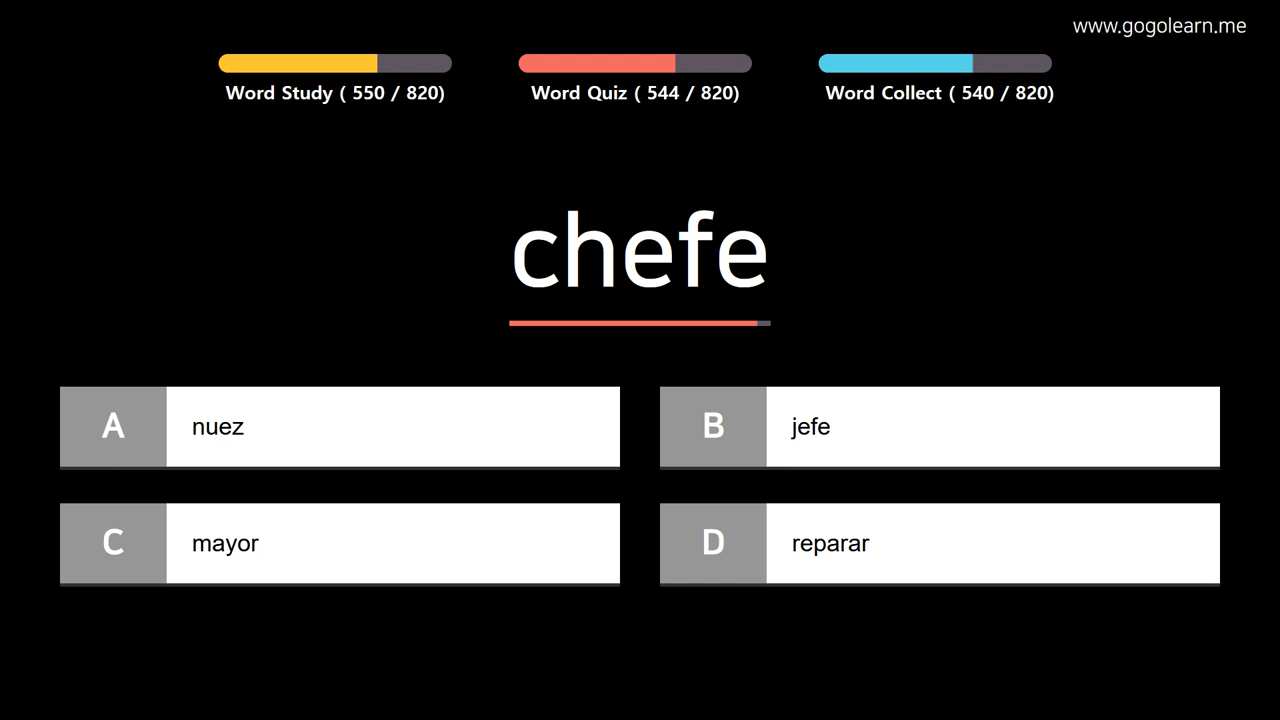 www.gogolearn.me
Word Study ( 550 / 820)
Word Quiz ( 544 / 820)
Word Collect ( 540 / 820)
chefe
A
nuez
B
jefe
C
mayor
D
reparar